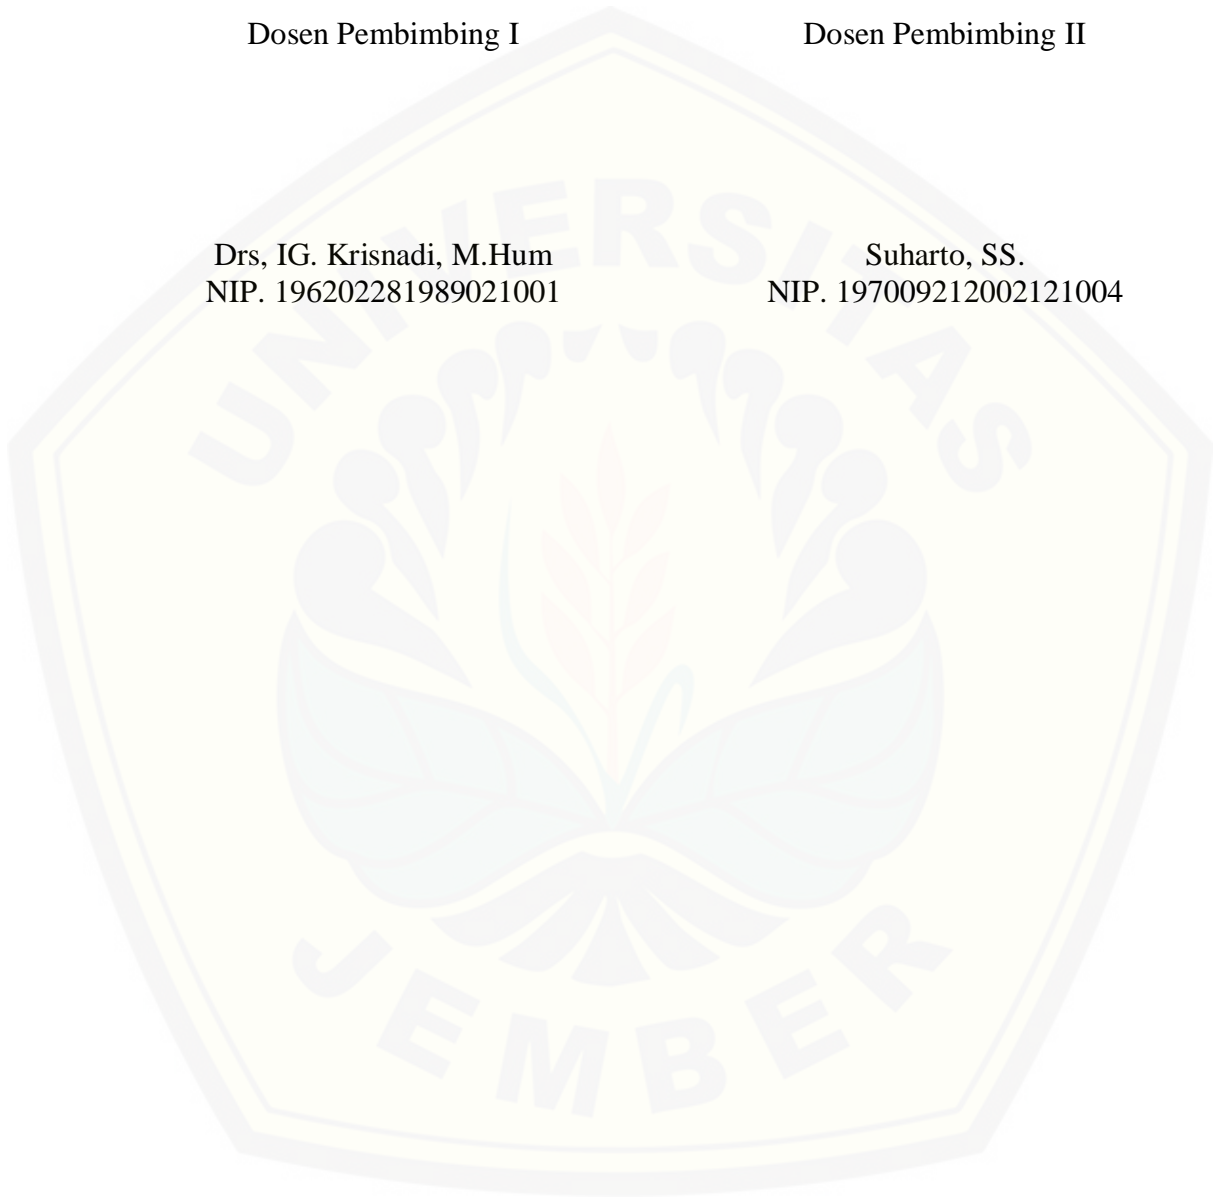 Dosen Pembimbing I
Dosen Pembimbing II
Drs, IG. Krisnadi, M.Hum
NIP. 196202281989021001
Suharto, SS.
NIP. 197009212002121004
UNIVERSITAS
JEMBER